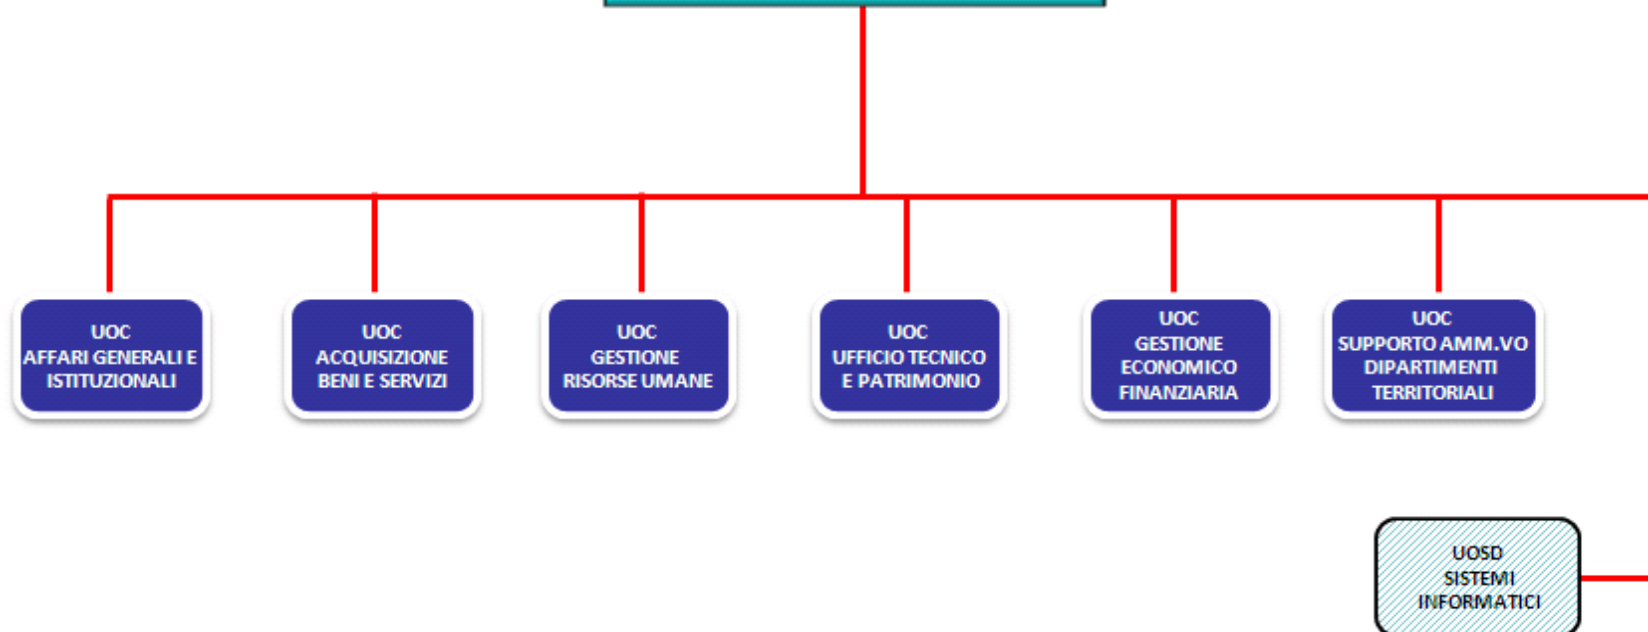 UOC
AFFARI GENERALI E
ISTITUZIONALI
UOC
ACQUISIZIONE
BENI E SERVIZI
UOC
GESTIONE
RISORSE UMANE
UOC
UFFICIO TECNICO
E PATRIMONIO
UOC
GESTIONE
ECONOMICO
FINANZIARIA
UOC
SUPPORTO AMM.VO
DIPARTIMENTI
TERRITORIALI
UOSD
SISTEMI
INFORMATICI